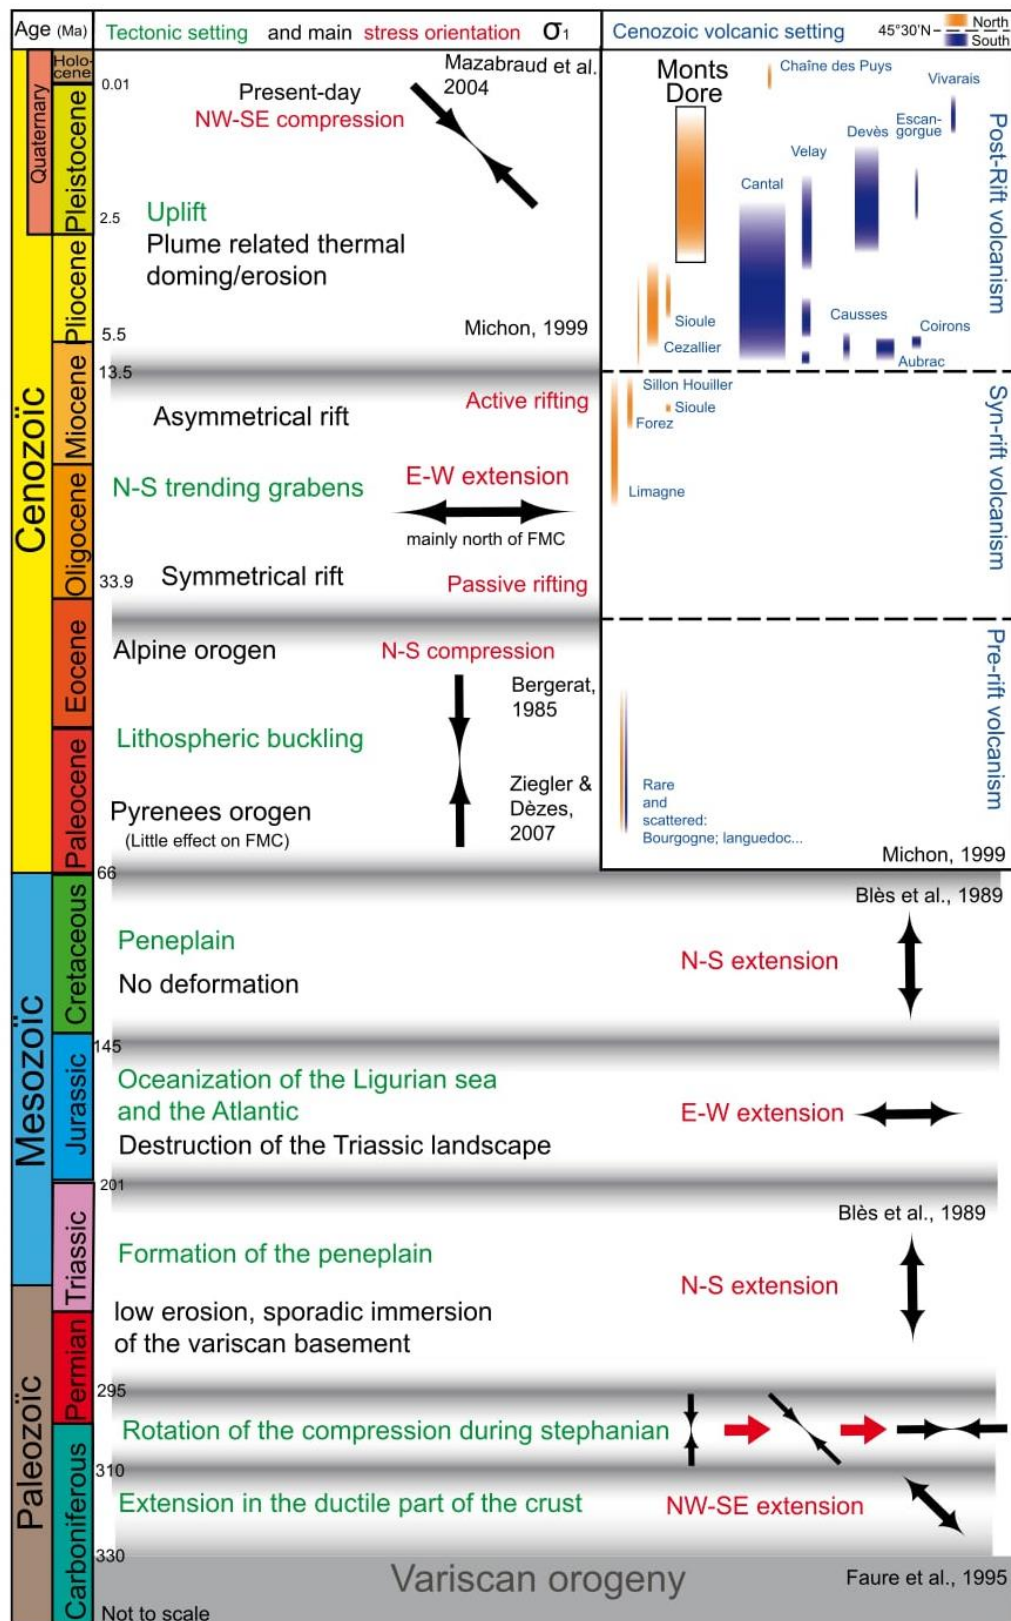 Age (Ma)
Tectonic setting and main stress orientation σ1
Cenozoic volcanic setting
45°30'N
North
South
Cenozoïc
Mesozoïc
Paleozoïc
Quaternary
Holo-
cene
Pleistocene
Pliocene
Miocene
Oligocene
Eocene
Paleocene
Cretaceous
Jurassic
Triassic
Permian
Carboniferous
0.01
2.5
5.5
13.5
33.9
66
145
201
295
310
330
Mazabraud et al.
2004
Present-day
NW-SE compression
Uplift
Plume related thermal
doming/erosion
Michon, 1999
Asymmetrical rift
Active rifting
N-S trending grabens
E-W extension
mainly north of FMC
Symmetrical rift
Passive rifting
Alpine orogen
N-S compression
Bergerat,
1985
Lithospheric buckling
Ziegler &
Dèzes,
2007
Pyrenees orogen
(Little effect on FMC)
Monts
Dore
Chaîne des Puys
Vivarais
Escan-
gorgue
Devès
Velay
Cantal
Sioule
Cezallier
Causses
Coirons
Aubrac
Post-Rift volcanism
Sillon Houiller
Sioule
Forez
Limagne
Syn-rift volcanism
Rare
and
scattered:
Bourgogne; languedoc...
Pre-rift volcanism
Michon, 1999
Blès et al., 1989
Peneplain
N-S extension
No deformation
Oceanization of the Ligurian sea
and the Atlantic
E-W extension
Destruction of the Triassic landscape
Blès et al., 1989
Formation of the peneplain
N-S extension
low erosion, sporadic immersion
of the variscan basement
Rotation of the compression during stephanian
Extension in the ductile part of the crust
NW-SE extension
Variscan orogeny
Faure et al., 1995
Not to scale